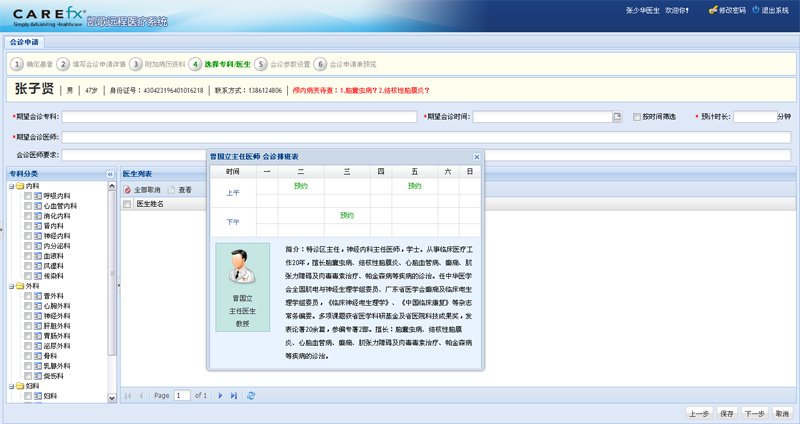 CAREfx
Simply Advancing Healthcare
凯歌远程医疗系统
张少华医生 欢迎你! 修改密码 退出系统
会诊申请
1 确定患者 2 填写会诊申请详情 3 附加病历资料 4 选择专科/医生 5 会诊参数设置 6 会诊申请单预览
张子贤 | 男 | 47岁 | 身份证号: 430423196401016218 | 联系方式: 1386124806 | 颅内病变待查: 1.脑囊虫病? 2.结核性脑膜炎?
*期望会诊专科: *期望会诊时间: 按时间筛选 * 预计时长: 分钟
*期望会诊医师:
会诊医师要求:
专科分类
内科
呼吸内科
心血管内科
消化内科
肾内科
神经内科
内分泌科
血液科
风湿科
传染科
外科
普外科
心胸外科
神经外科
肝胆外科
胃肠外科
泌尿外科
骨科
乳腺外科
烧伤科
妇科
妇科
医生列表
全部取消 查看
医生姓名
曾国立主任医师 会诊排班表
时间 一 二 三 四 五 六 日
上午 预约 预约
下午 预约
曾国立
主任医生
教授
简介: 特诊区主任, 神经内科主任医师, 学士。从事临床医疗工
作20年, 擅长脑囊虫病、结核性脑膜炎、心脑血管病、癫痫、肌
张力障碍及肉毒毒素治疗、帕金森病等疾病的诊治。任中华医学
会全国肌电与神经生理学组委员、广东省医学会癫痫及临床电生
理学组委员, 《临床神经电生理学》、《中国临床康复》等杂志
常务编委。多项课题获省医学科研基金及省医院科技成果奖, 发
表论著20余篇, 参编专著2部。擅长: 脑囊虫病、结核性脑膜
炎、心脑血管病、癫痫、肌张力障碍及肉毒毒素治疗、帕金森病
等疾病的诊治。
Page 1 of 1
上一步 保存 下一步 取消